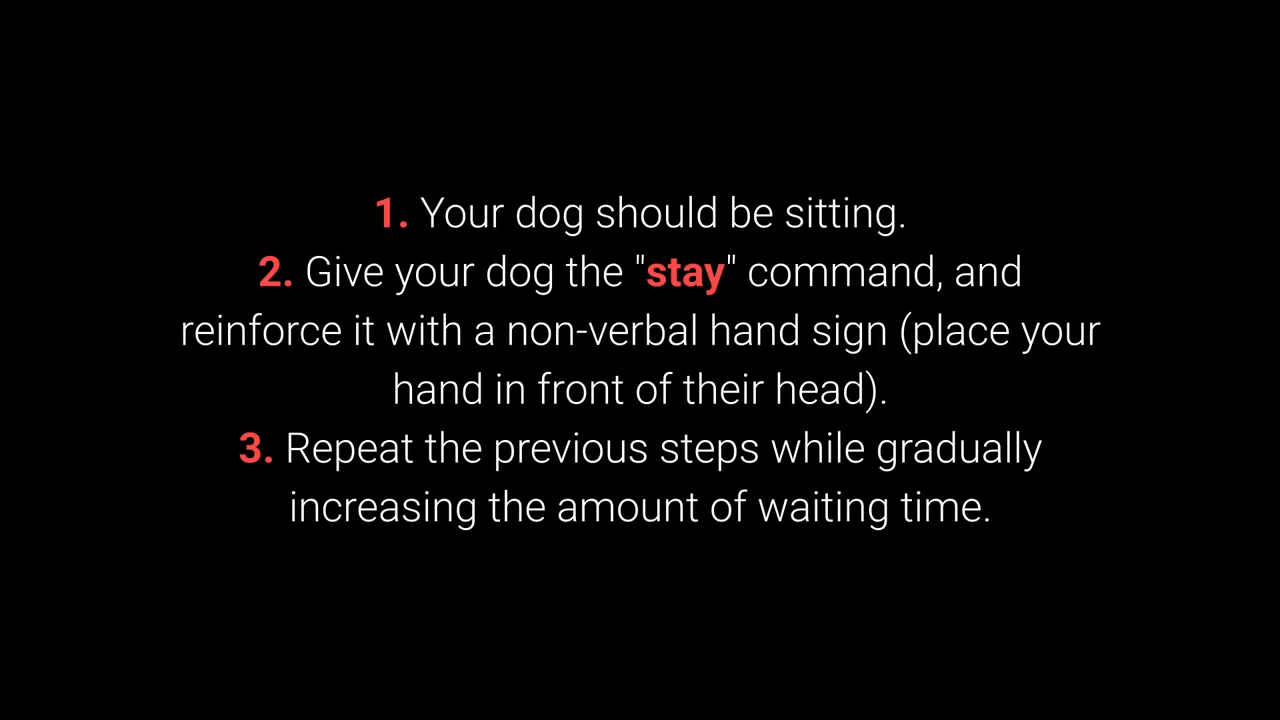 1. Your dog should be sitting.
2. Give your dog the "stay" command, and
reinforce it with a non-verbal hand sign (place your
hand in front of their head).
3. Repeat the previous steps while gradually
increasing the amount of waiting time.